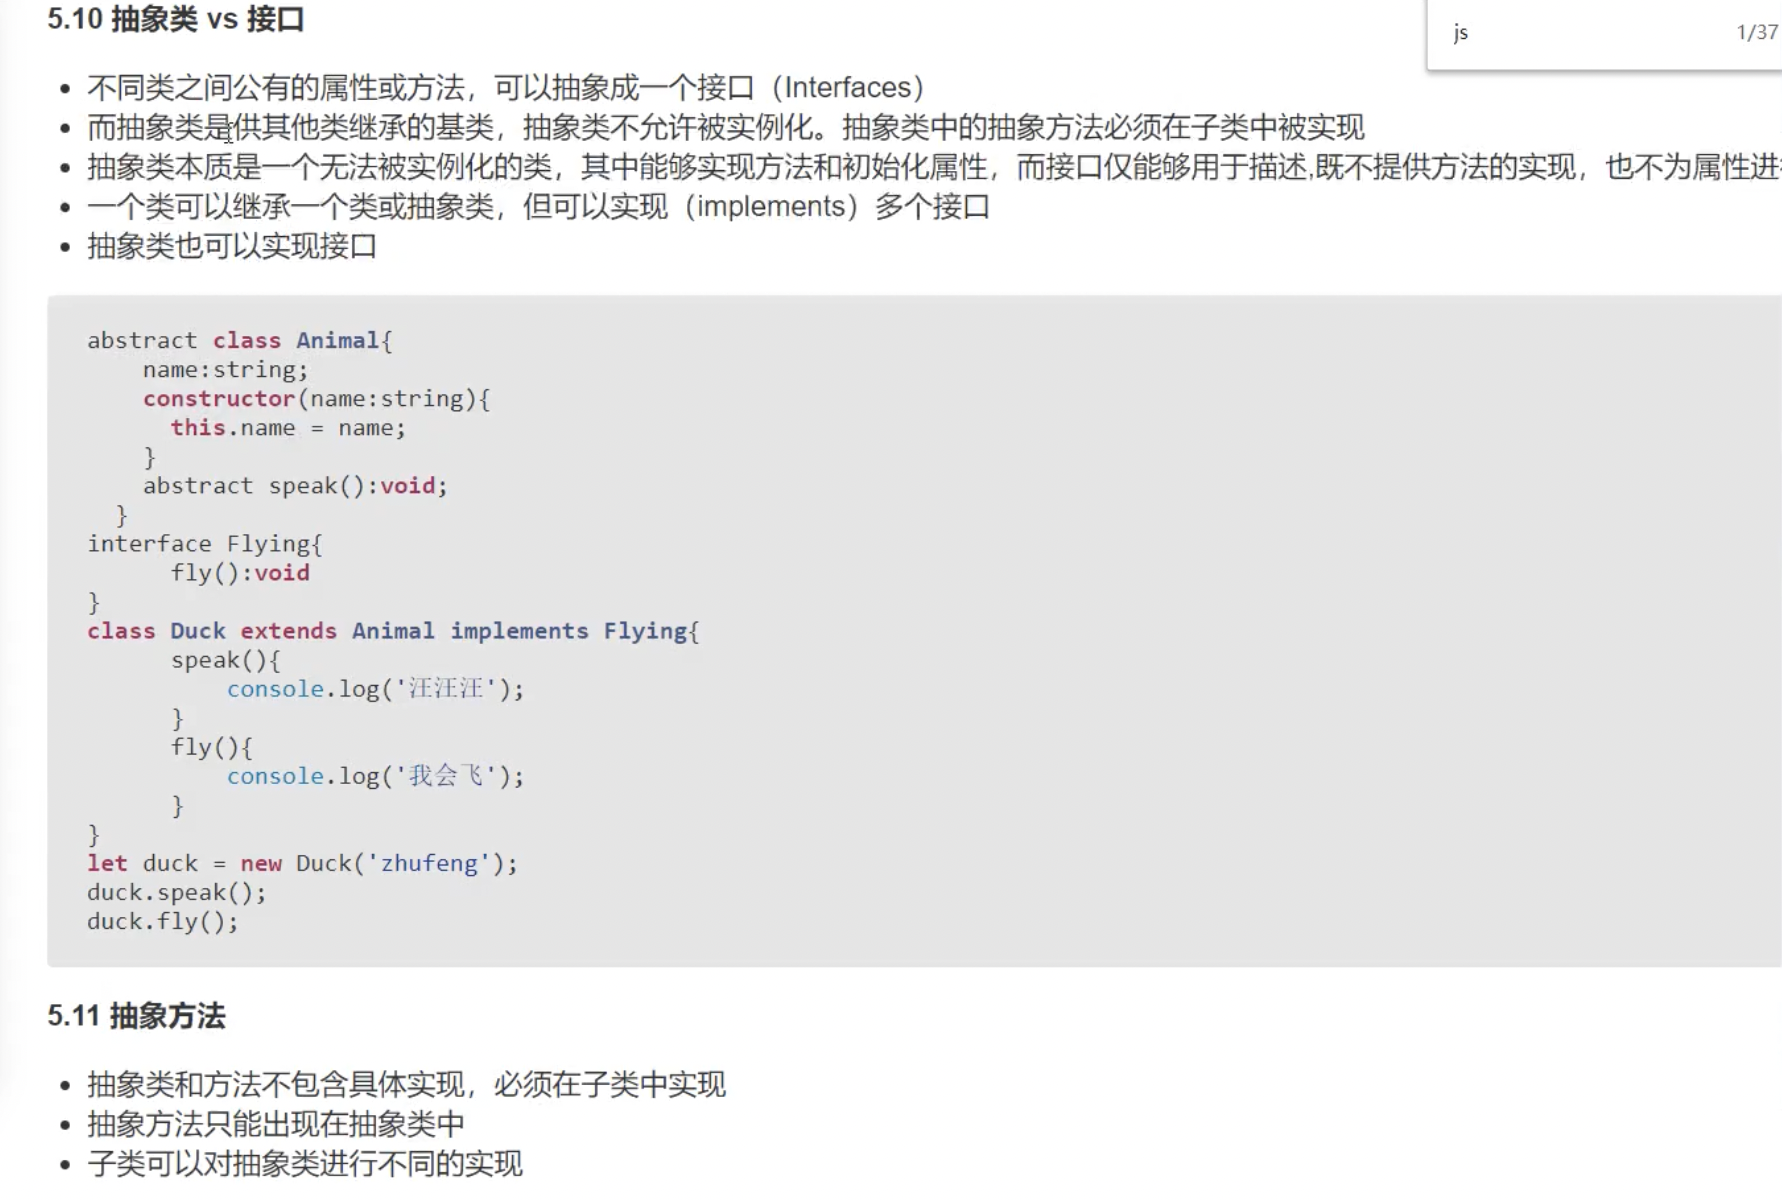 5.10 抽象类 vs 接口
js
1/37
不同类之间公有的属性或方法，可以抽象成一个接口（Interfaces）
而抽象类是供其他类继承的基类，抽象类不允许被实例化。抽象类中的抽象方法必须在子类中被实现
抽象类本质是一个无法被实例化的类，其中能够实现方法和初始化属性，而接口仅能够用于描述,既不提供方法的实现，也不为属性进
一个类可以继承一个类或抽象类，但可以实现（implements）多个接口
抽象类也可以实现接口
abstract class Animal{
    name:string;
    constructor(name:string){
      this.name = name;
    }
    abstract speak():void;
  }
interface Flying{
      fly():void
}
class Duck extends Animal implements Flying{
      speak(){
          console.log('汪汪汪');
      }
      fly(){
          console.log('我会飞');
      }
}
let duck = new Duck('zhufeng');
duck.speak();
duck.fly();
5.11 抽象方法
抽象类和方法不包含具体实现，必须在子类中实现
抽象方法只能出现在抽象类中
子类可以对抽象类进行不同的实现